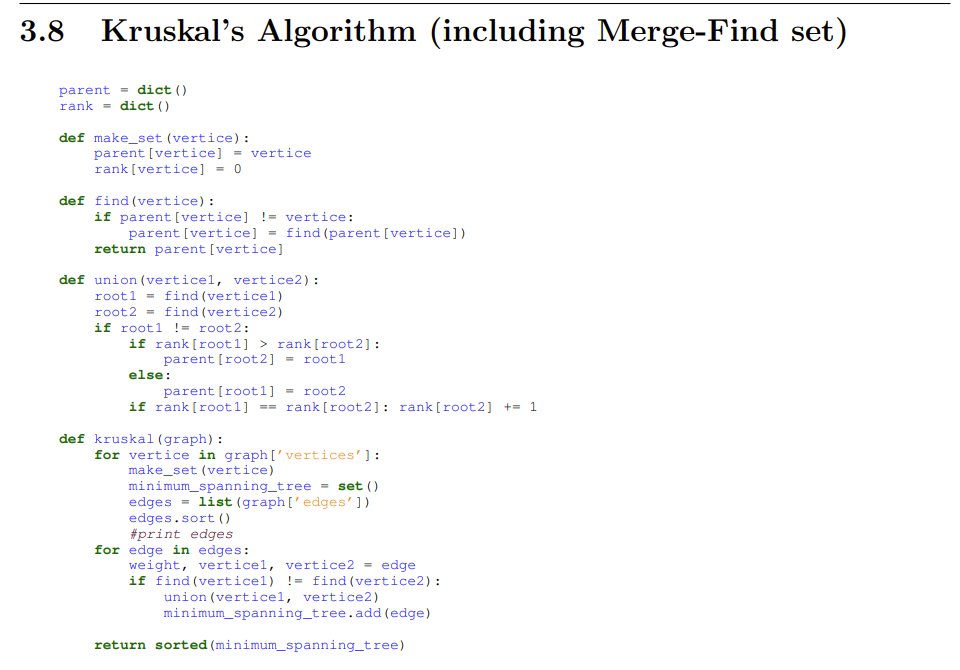 3.8 Kruskal's Algorithm (including Merge-Find set)
parent = dict()
rank = dict()
def make_set(vertice):
    parent[vertice] = vertice
    rank[vertice] = 0
def find(vertice):
    if parent[vertice] != vertice:
        parent[vertice] = find(parent[vertice])
    return parent[vertice]
def union(vertice1, vertice2):
    root1 = find(vertice1)
    root2 = find(vertice2)
    if root1 != root2:
        if rank[root1] > rank[root2]:
            parent[root2] = root1
        else:
            parent[root1] = root2
        if rank[root1] == rank[root2]: rank[root2] += 1
def kruskal(graph):
    for vertice in graph['vertices']:
        make_set(vertice)
        minimum_spanning_tree = set()
        edges = list(graph['edges'])
        edges.sort()
        #print edges
    for edge in edges:
        weight, vertice1, vertice2 = edge
        if find(vertice1) != find(vertice2):
            union(vertice1, vertice2)
            minimum_spanning_tree.add(edge)
    return sorted(minimum_spanning_tree)